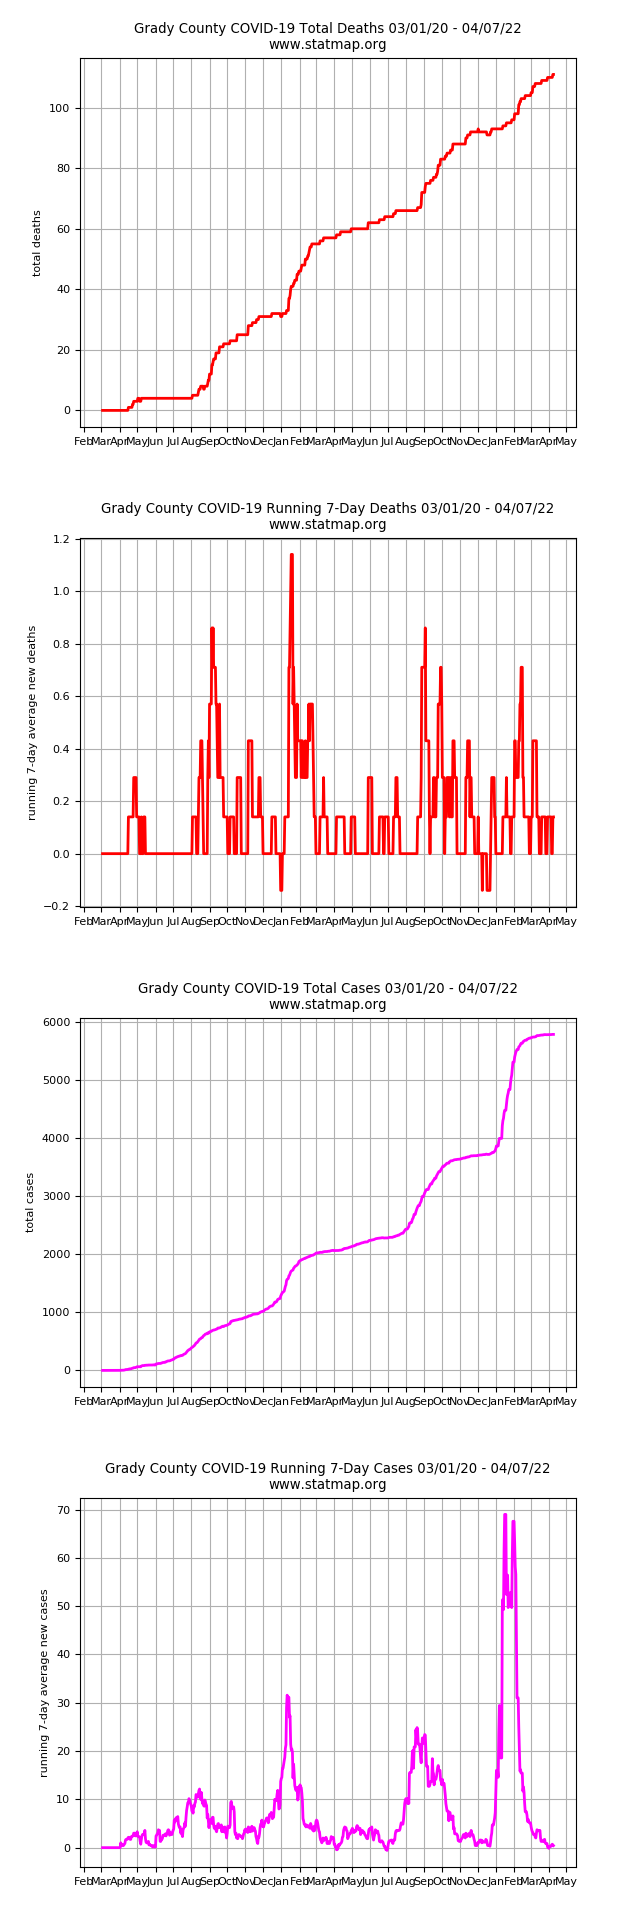 Grady County COVID-19 Total Deaths 03/01/20 - 04/07/22
www.statmap.org
100
80
60
40
20
0
total deaths
Feb Mar Apr May Jun Jul Aug Sep Oct Nov Dec Jan Feb Mar Apr May Jun Jul Aug Sep Oct Nov Dec Jan Feb Mar Apr May
Grady County COVID-19 Running 7-Day Deaths 03/01/20 - 04/07/22
www.statmap.org
1.2
1.0
0.8
0.6
0.4
0.2
0.0
−0.2
running 7-day average new deaths
Feb Mar Apr May Jun Jul Aug Sep Oct Nov Dec Jan Feb Mar Apr May Jun Jul Aug Sep Oct Nov Dec Jan Feb Mar Apr May
Grady County COVID-19 Total Cases 03/01/20 - 04/07/22
www.statmap.org
6000
5000
4000
3000
2000
1000
0
total cases
Feb Mar Apr May Jun Jul Aug Sep Oct Nov Dec Jan Feb Mar Apr May Jun Jul Aug Sep Oct Nov Dec Jan Feb Mar Apr May
Grady County COVID-19 Running 7-Day Cases 03/01/20 - 04/07/22
www.statmap.org
70
60
50
40
30
20
10
0
running 7-day average new cases
Feb Mar Apr May Jun Jul Aug Sep Oct Nov Dec Jan Feb Mar Apr May Jun Jul Aug Sep Oct Nov Dec Jan Feb Mar Apr May